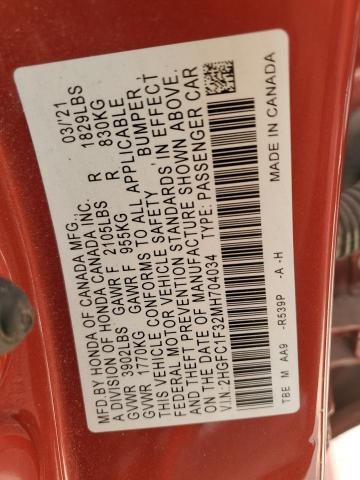 MFD.BY HONDA OF CANADA MFG.,: 03/'21
A DIVISION OF HONDA CANADA INC.
GVWR 3902LBS GAWR F 2105LBS R 1829LBS
GVWR 1770KG GAWR F 955KG R 830KG
THIS VEHICLE CONFORMS TO ALL APPLICABLE
FEDERAL MOTOR VEHICLE SAFETY, BUMPER,
THEFT PREVENTION STANDARDS IN EFFECT
ON THE DATE OF MANUFACTURE SHOWN ABOVE.
V.I.N.:2HGFC1F32MH704034 TYPE: PASSENGER CAR
TBE M AA9 -R539P -A -H MADE IN CANADA